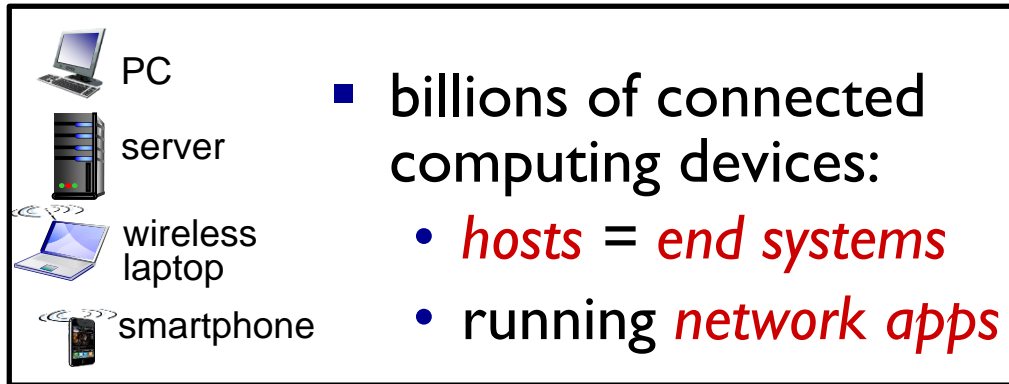 PC
server
wireless
laptop
smartphone
▪ billions of connected
computing devices:
• hosts = end systems
• running network apps